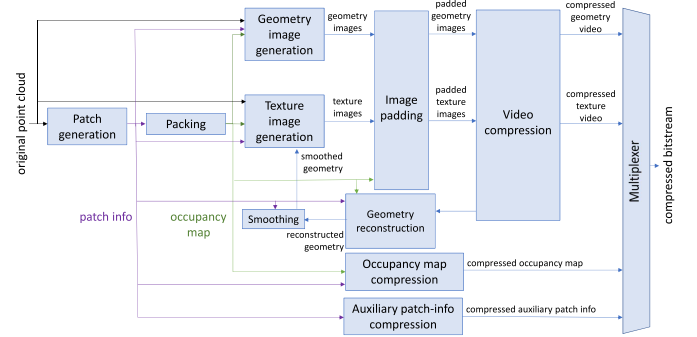 original point cloud
Patch
generation
Packing
patch info
occupancy
map
Geometry
image
generation
geometry
images
Texture
image
generation
texture
images
smoothed
geometry
Smoothing
reconstructed
geometry
Image
padding
padded
geometry
images
padded
texture
images
Geometry
reconstruction
Video
compression
compressed
geometry
video
compressed
texture
video
Occupancy map
compression
compressed occupancy map
Auxiliary patch-info
compression
compressed auxiliary patch info
Multiplexer
compressed bitstream